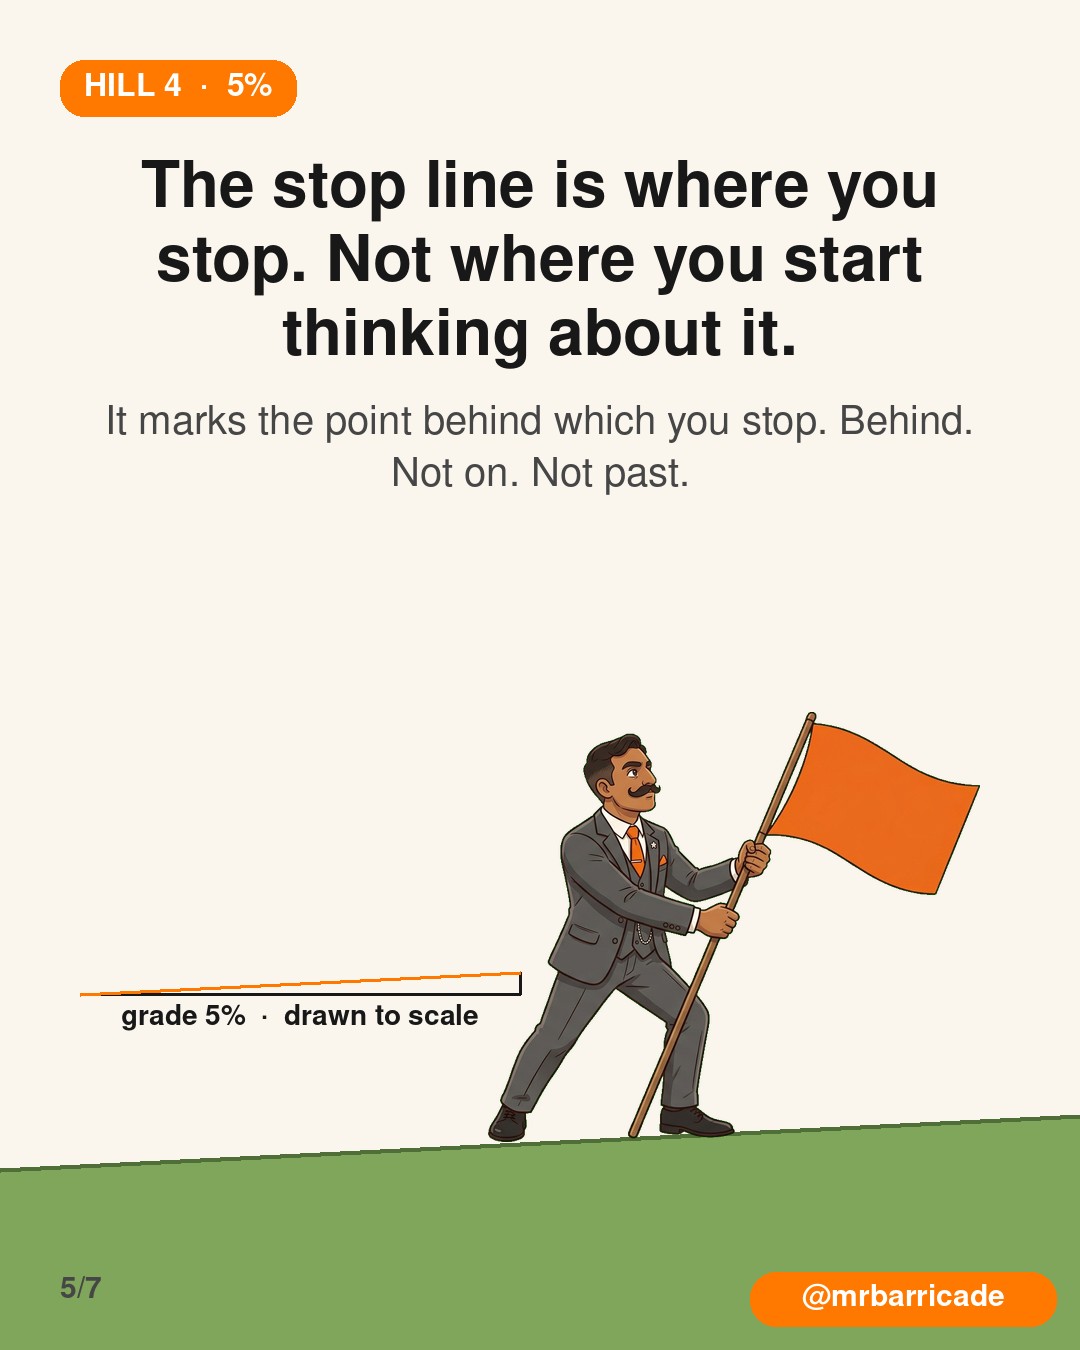 HILL 4 · 5%
The stop line is where you
stop. Not where you start
thinking about it.
It marks the point behind which you stop. Behind.
Not on. Not past.
grade 5% · drawn to scale
5/7
@mrbarricade